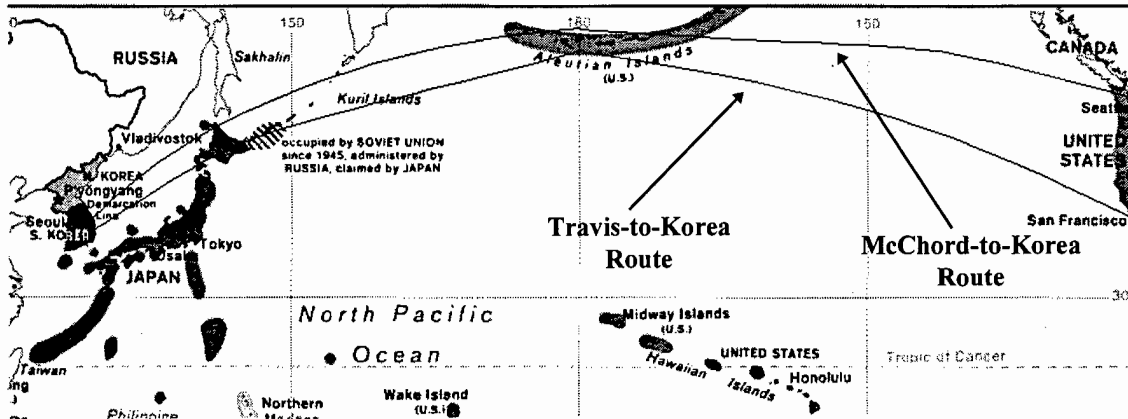 150
180
150
RUSSIA
Sakhalin
CANADA
Aleutian Islands
(U.S.)
Kuril Islands
Vladivostok
occupied by SOVIET UNION
since 1945, administered by
RUSSIA, claimed by JAPAN
UNITED
STATES
N. KOREA
P'yŏngyang
Demarcation
Line
Seoul
S. KOREA
Tokyo
Osaka
JAPAN
San Francisco
Travis-to-Korea
Route
McChord-to-Korea
Route
30
North Pacific
Ocean
Midway Islands
(U.S.)
Hawaiian Islands
UNITED STATES
Honolulu
Tropic of Cancer
Taiwan
Wake Island
(U.S.)
Northern